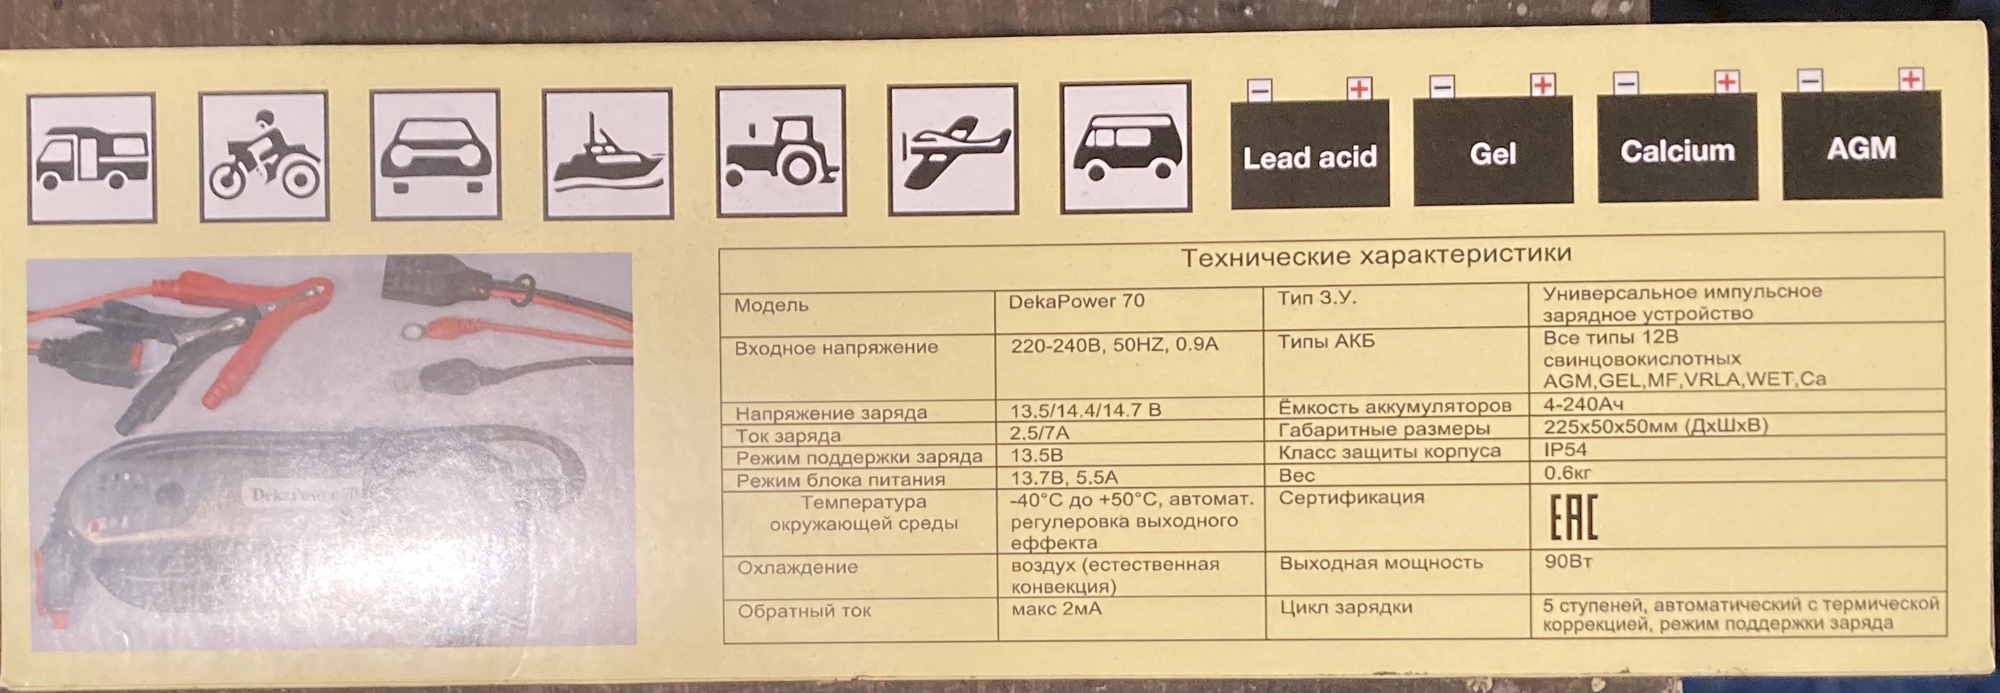 Lead acid
Gel
Calcium
AGM
- +
- +
- +
- +
DekaPower 70
Технические характеристики
Модель
DekaPower 70
Тип З.У.
Универсальное импульсное
зарядное устройство
Входное напряжение
220-240В, 50HZ, 0.9А
Типы АКБ
Все типы 12В
свинцовокислотных
AGM,GEL,MF,VRLA,WET,Ca
Напряжение заряда
13.5/14.4/14.7 В
Ёмкость аккумуляторов
4-240Ач
Ток заряда
2.5/7А
Габаритные размеры
225х50х50мм (ДхШхВ)
Режим поддержки заряда
13.5В
Класс защиты корпуса
IP54
Режим блока питания
13.7В, 5.5А
Вес
0.6кг
Температура
окружающей среды
-40°C до +50°C, автомат.
регулеровка выходного
еффекта
Сертификация
EAC
Охлаждение
воздух (естественная
конвекция)
Выходная мощность
90Вт
Обратный ток
макс 2мА
Цикл зарядки
5 ступеней, автоматический с термической
коррекцией, режим поддержки заряда